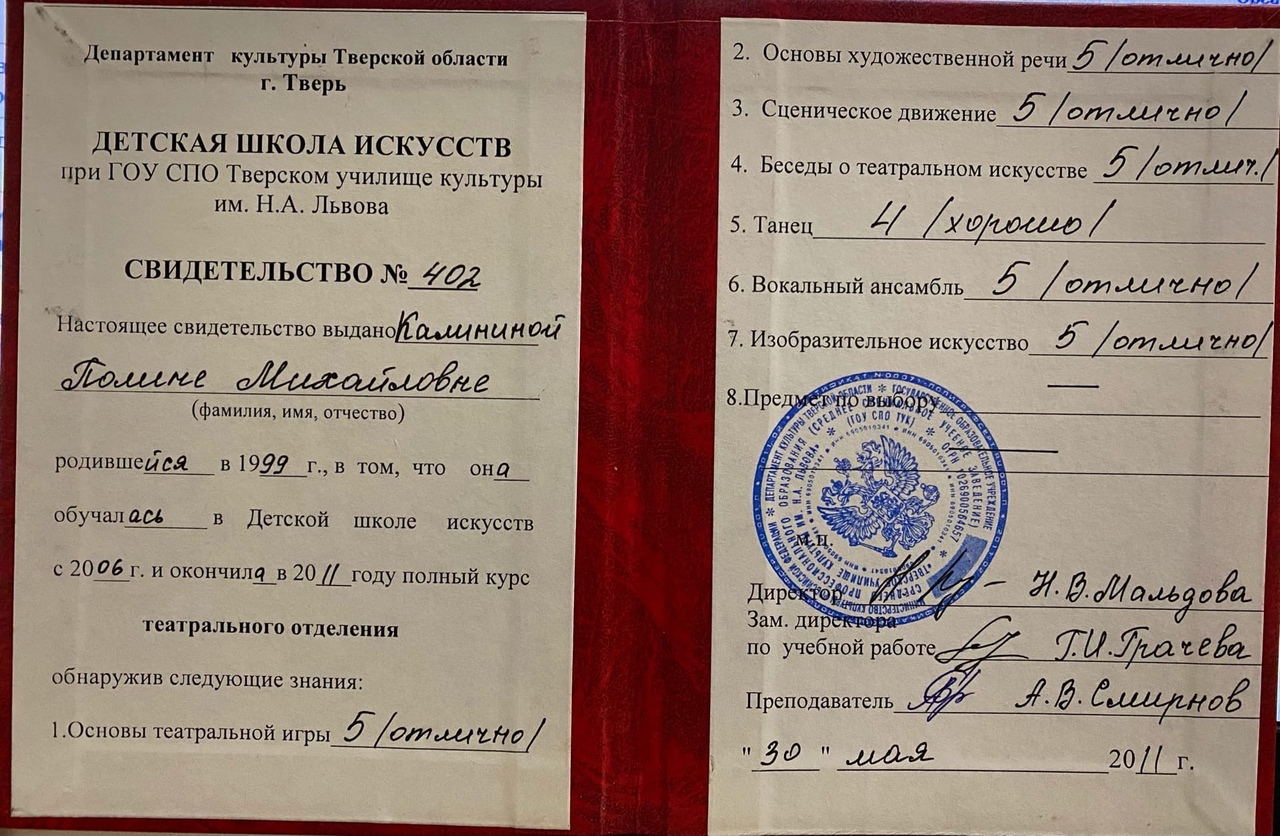 Департамент культуры Тверской области
г. Тверь
ДЕТСКАЯ ШКОЛА ИСКУССТВ
при ГОУ СПО Тверском училище культуры
им. Н.А. Львова
СВИДЕТЕЛЬСТВО № 402
Настоящее свидетельство выдано Калининой
Полине Михайловне
(фамилия, имя, отчество)
родившейся в 1999 г., в том, что она
обучалась в Детской школе искусств
с 2006 г. и окончила в 2011 году полный курс
театрального отделения
обнаружив следующие знания:
1.Основы театральной игры 5 /отлично/
2. Основы художественной речи 5 /отлично/
3. Сценическое движение 5 /отлично/
4. Беседы о театральном искусстве 5 /отлич./
5. Танец 4 /хорошо/
6. Вокальный ансамбль 5 /отлично/
7. Изобразительное искусство 5 /отлично/
8.Предмет по выбору —
—
м.п.
Директор Н.В.Мальдова
Зам. директора
по учебной работе Г.И.Грачева
Преподаватель А.В.Смирнов
"30" мая 2011 г.